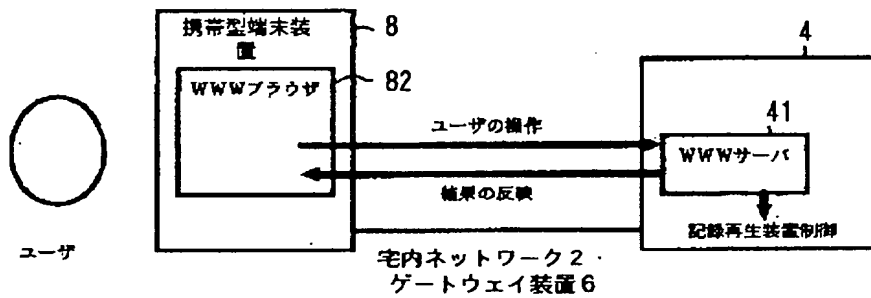 携帯型端末装
置
8
4
WWWブラウザ
82
41
ユーザの操作
WWWサーバ
結果の反映
記録再生装置制御
ユーザ
宅内ネットワーク2・
ゲートウェイ装置6